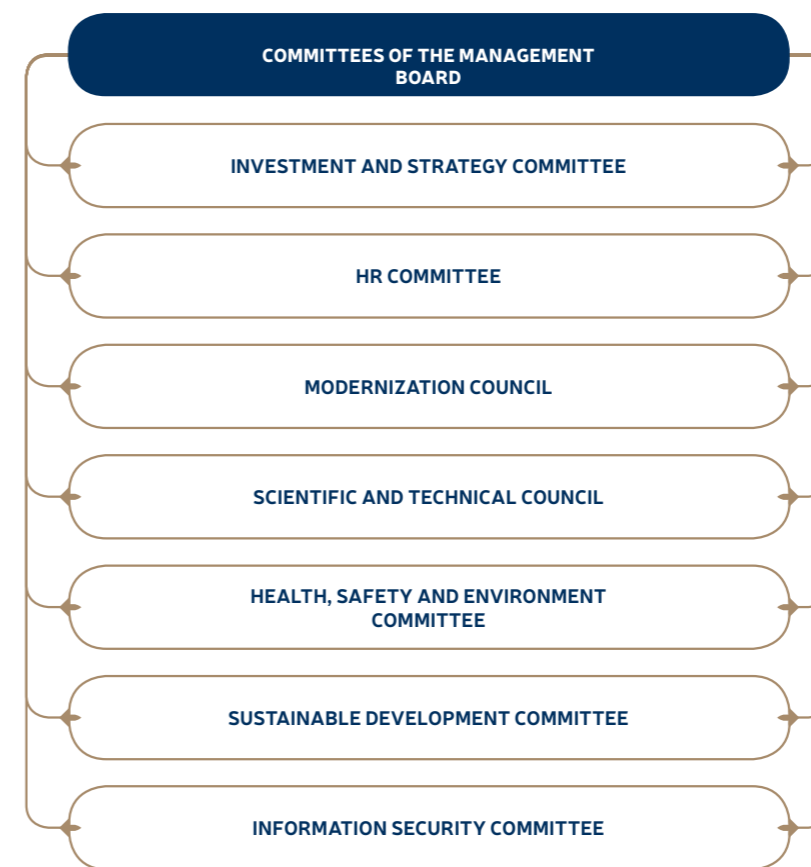 COMMITTEES OF THE MANAGEMENT
BOARD
INVESTMENT AND STRATEGY COMMITTEE
HR COMMITTEE
MODERNIZATION COUNCIL
SCIENTIFIC AND TECHNICAL COUNCIL
HEALTH, SAFETY AND ENVIRONMENT
COMMITTEE
SUSTAINABLE DEVELOPMENT COMMITTEE
INFORMATION SECURITY COMMITTEE